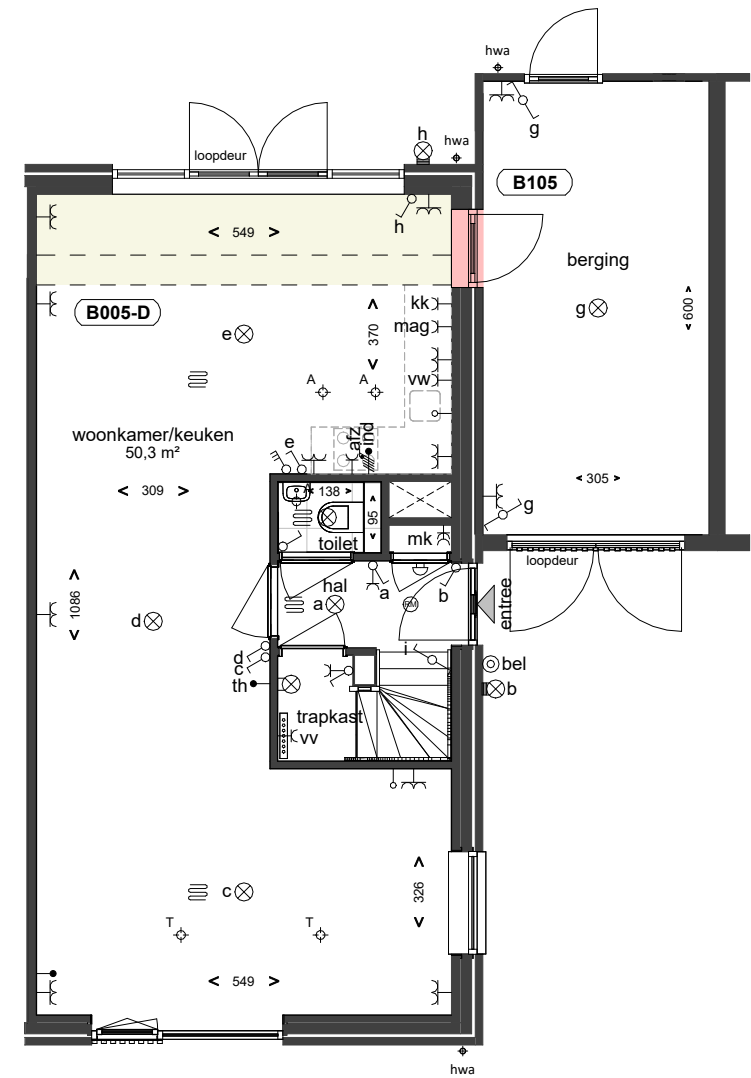 hwa
g
loopdeur
h
hwa
B105
h
< 549 >
berging
B005-D
kk
mag
vw
< 370 >
g
< 600 >
e
A
A
woonkamer/keuken
50,3 m²
e
afz
ind
< 309 >
< 138 >
< 95 >
< 305 >
g
toilet
mk
loopdeur
hal
a
a
b
RM
entree
< 1086 >
d
d
c
th
i
bel
b
trapkast
vv
< 326 >
c
T
T
< 549 >
hwa